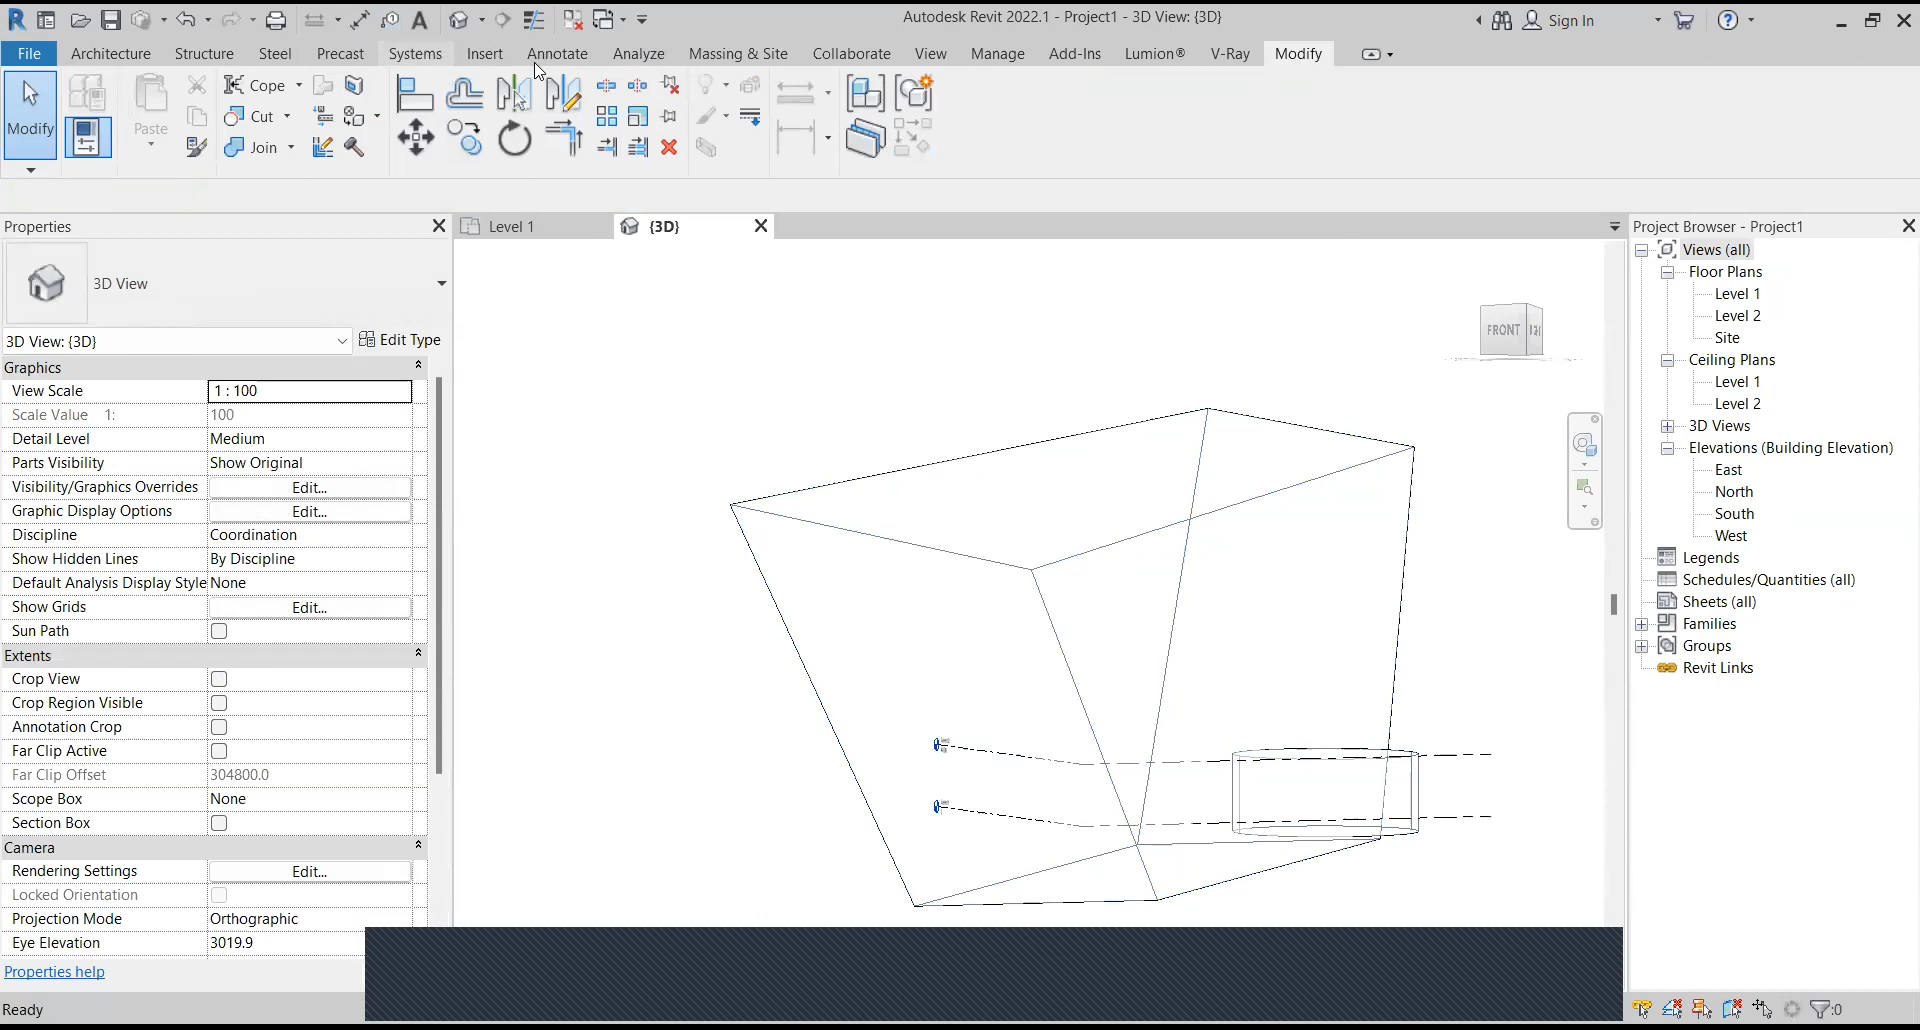 Autodesk Revit 2022.1 - Project1 - 3D View: {3D}
Sign In
File Architecture Structure Steel Precast Systems Insert Annotate Analyze Massing & Site Collaborate View Manage Add-Ins Lumion® V-Ray Modify
Modify
Paste
Cope
Cut
Join
Properties
Level 1
{3D}
Project Browser - Project1
3D View
3D View: {3D}
Edit Type
Graphics
View Scale 1 : 100
Scale Value 1: 100
Detail Level Medium
Parts Visibility Show Original
Visibility/Graphics Overrides Edit...
Graphic Display Options Edit...
Discipline Coordination
Show Hidden Lines By Discipline
Default Analysis Display Style None
Show Grids Edit...
Sun Path
Extents
Crop View
Crop Region Visible
Annotation Crop
Far Clip Active
Far Clip Offset 304800.0
Scope Box None
Section Box
Camera
Rendering Settings Edit...
Locked Orientation
Projection Mode Orthographic
Eye Elevation 3019.9
Properties help
Ready
FRONT
Views (all)
Floor Plans
Level 1
Level 2
Site
Ceiling Plans
Level 1
Level 2
3D Views
Elevations (Building Elevation)
East
North
South
West
Legends
Schedules/Quantities (all)
Sheets (all)
Families
Groups
Revit Links
:0